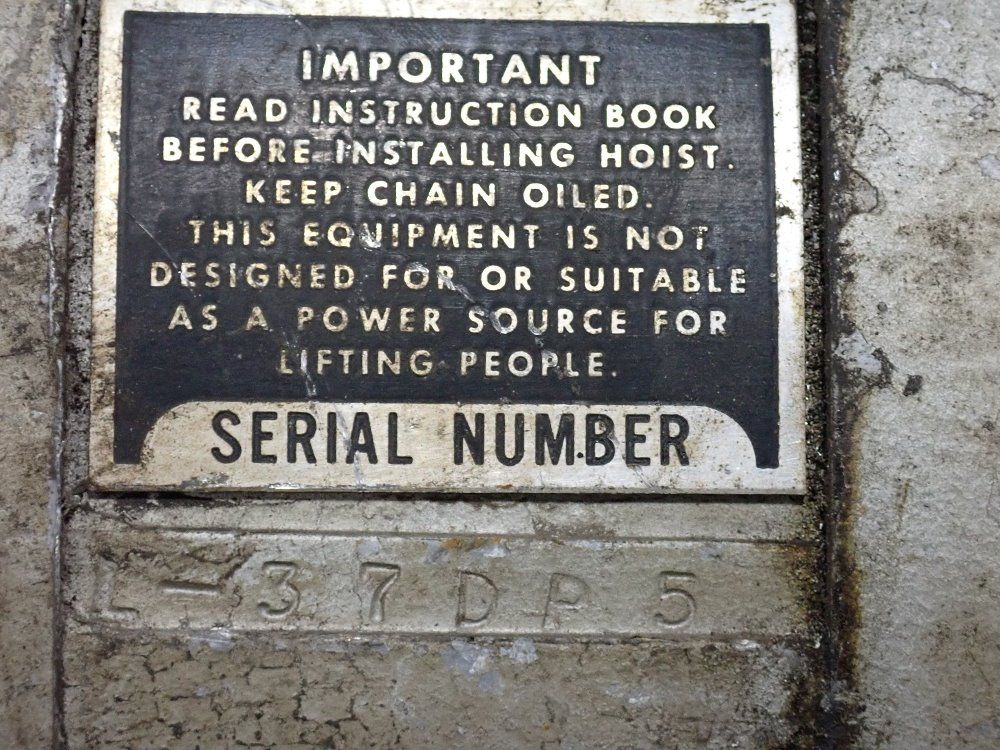 IMPORTANT
READ INSTRUCTION BOOK
BEFORE INSTALLING HOIST.
KEEP CHAIN OILED.
THIS EQUIPMENT IS NOT
DESIGNED FOR OR SUITABLE
AS A POWER SOURCE FOR
LIFTING PEOPLE.
SERIAL NUMBER
L-37DP5